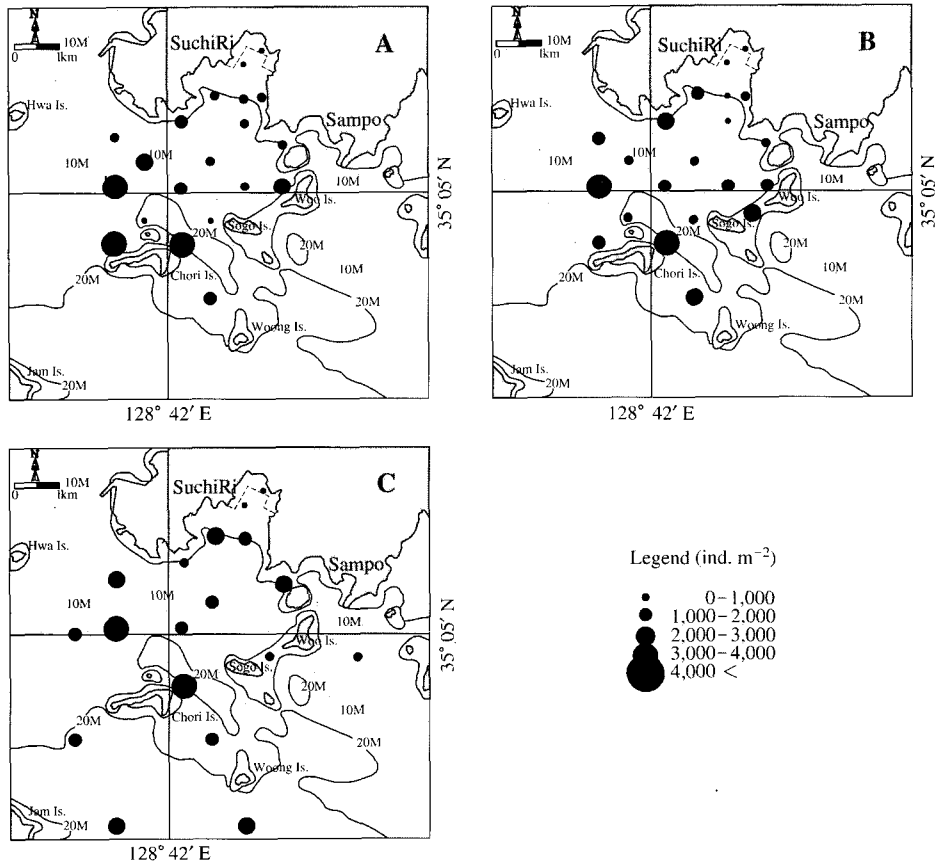 N
10M
0 1km
SuchiRi
A
Hwa Is.
Sampo
10M
10M
10M
Woo Is.
Sogo Is.
20M
20M
Chori Is.
10M
20M
20M
Woong Is.
Jam Is.
20M
35° 05′ N
128° 42′ E
N
10M
0 1km
SuchiRi
B
Hwa Is.
Sampo
10M
10M
10M
Woo Is.
Sogo Is.
20M
20M
Chori Is.
10M
20M
20M
Woong Is.
Jam Is.
20M
35° 05′ N
128° 42′ E
N
10M
0 1km
SuchiRi
C
Hwa Is.
Sampo
10M
10M
10M
Woo Is.
Sogo Is.
20M
20M
Chori Is.
10M
20M
20M
Woong Is.
Jam Is.
20M
35° 05′ N
128° 42′ E
Legend (ind. m⁻²)
0–1,000
1,000–2,000
2,000–3,000
3,000–4,000
4,000 <